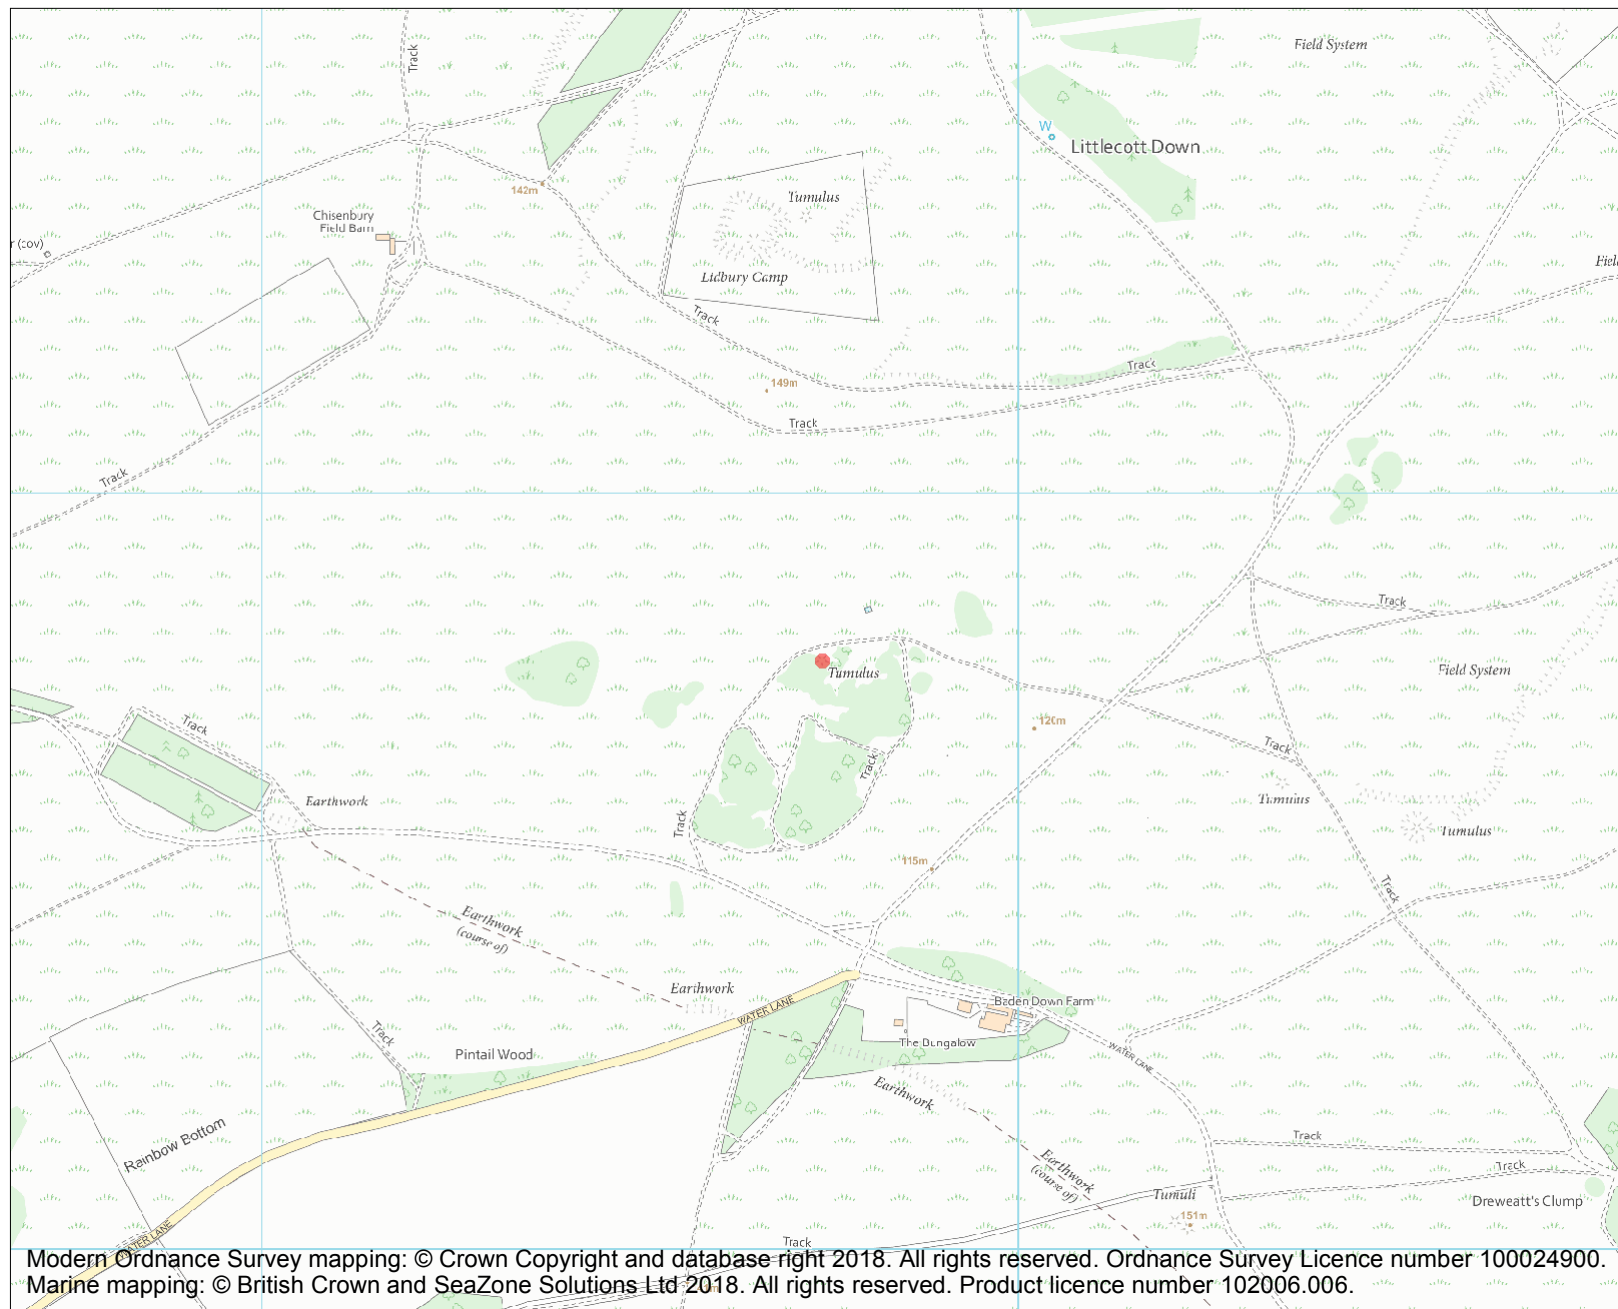 Track
Field System
W
Littlecott Down
142m
Tumulus
Chisenbury
Field Barn
r (cov)
Lidbury Camp
Field
Track
Track
149m
Track
Track
Track
Tumulus
Field System
120m
Track
Track
Earthwork
Tumulus
Track
Track
Tumulus
115m
Track
Earthwork
(course of)
Earthwork
WATER LANE
Baden Down Farm
Track
The Bungalow
Pintail Wood
WATER LANE
Earthwork
Rainbow Bottom
Track
Earthwork
(course of)
Track
Tumuli
Dreweatt's Clump
151m
WATER LANE
Track
Modern Ordnance Survey mapping: © Crown Copyright and database right 2018. All rights reserved. Ordnance Survey Licence number 100024900.
Marine mapping: © British Crown and SeaZone Solutions Ltd 2018. All rights reserved. Product licence number 102006.006.